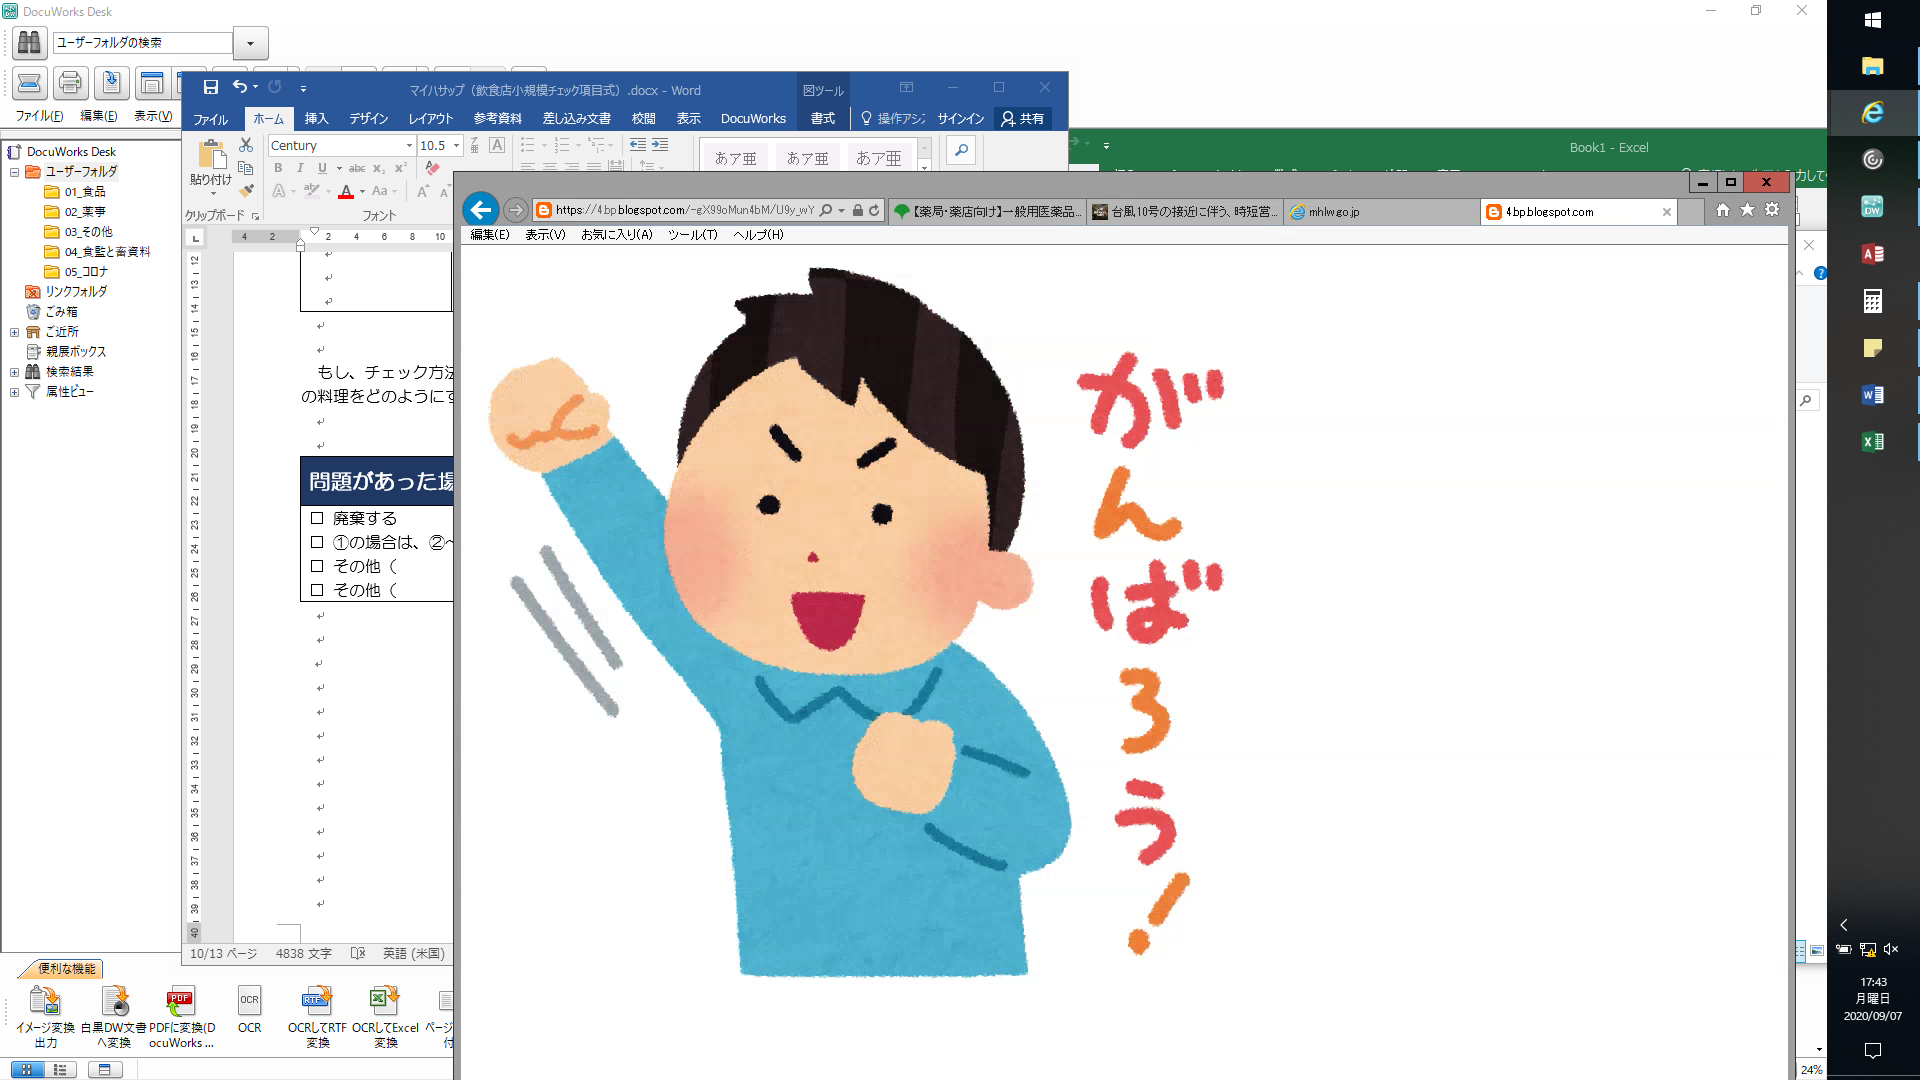 DocuWorks Desk
ユーザーフォルダの検索
ファイル(F) 編集(E) 表示(V)
DocuWorks Desk
ユーザーフォルダ
01_食品
02_薬事
03_その他
04_食監と畜資料
05_コロナ
リンクフォルダ
ごみ箱
ご近所
親展ボックス
検索結果
属性ビュー
マイハサップ（飲食店小規模チェック項目式）.docx - Word
図ツール
ファイル ホーム 挿入 デザイン レイアウト 参考資料 差し込み文書 校閲 表示 DocuWorks 書式 操作アシ サインイン 共有
貼り付け
Century 10.5
あア亜 あア亜 あア亜
クリップボード
フォント
Book1 - Excel
https://4.bp.blogspot.com/-gX99oMun4bM/U9y_wY
【薬局・薬店向け】一般用医薬品...
台風10号の接近に伴う、時短営...
mhlw.go.jp
4.bp.blogspot.com
編集(E) 表示(V) お気に入り(A) ツール(T) ヘルプ(H)
もし、チェック方法
の料理をどのようにす
問題があった場
□ 廃棄する
□ ①の場合は、②～
□ その他（
□ その他（
が
ん
ば
ろ
う
！
10/13 ページ 4838 文字 英語 (米国)
便利な機能
イメージ変換出力
白黒DW文書へ変換
PDFに変換(DocuWorks ...
OCR
OCRしてRTF変換
OCRしてExcel変換
17:43
月曜日
2020/09/07
24%